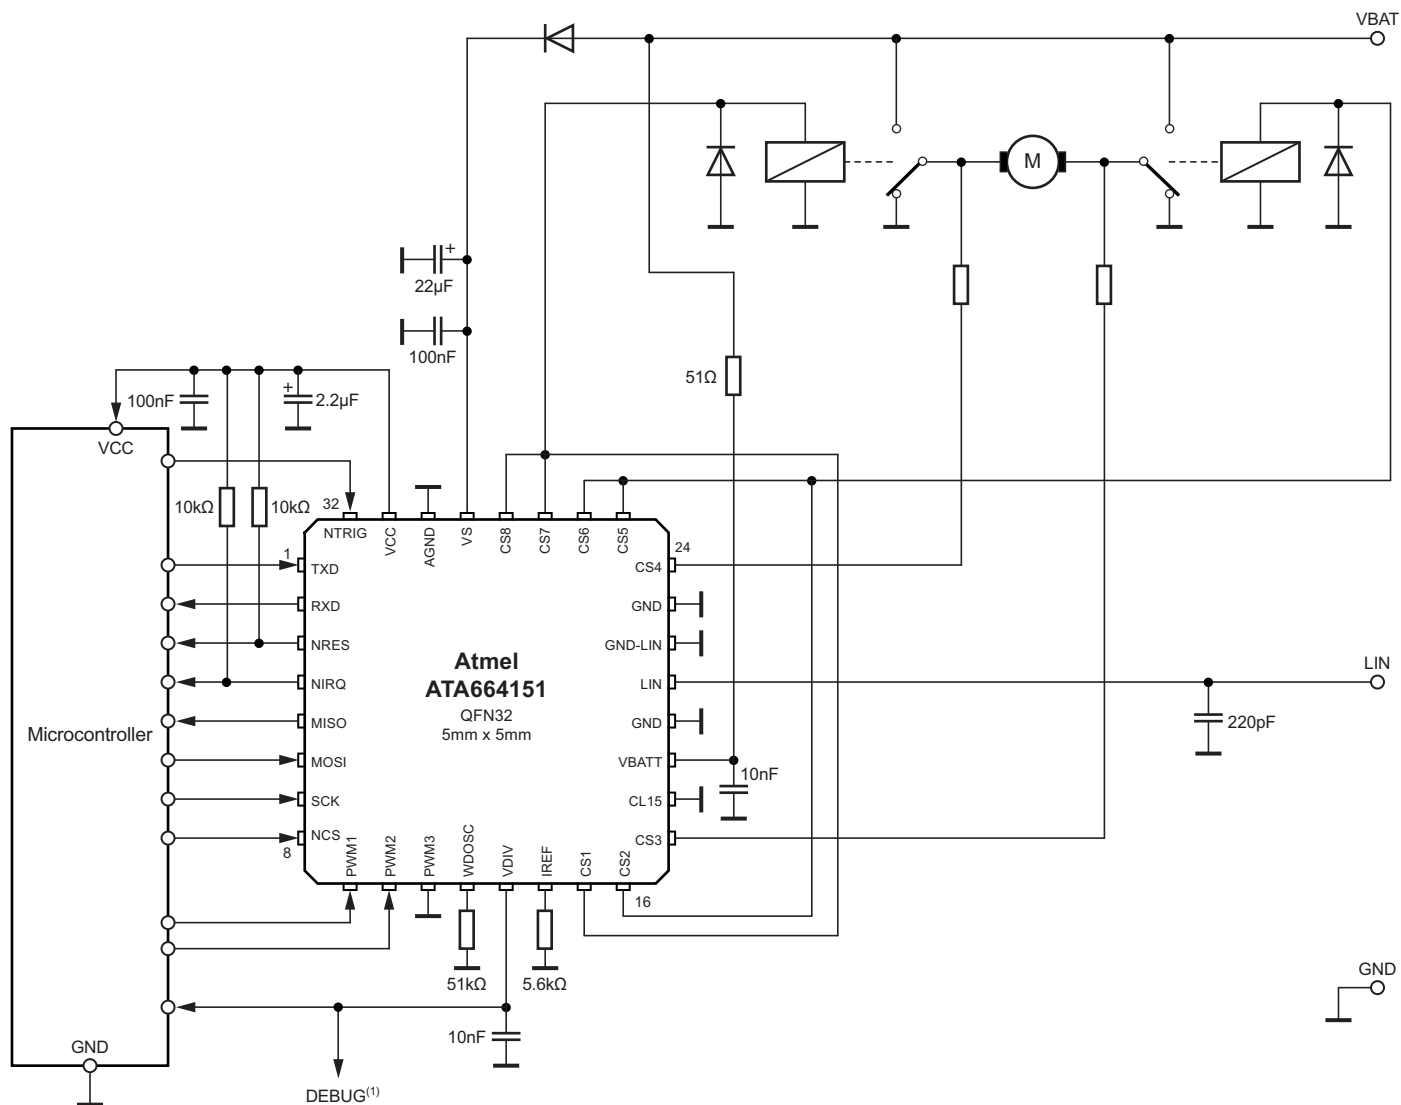 VBAT
M
+
22µF
100nF
51Ω
100nF
+
2.2µF
VCC
10kΩ
10kΩ
32
NTRIG
VCC
AGND
VS
CS8
CS7
CS6
CS5
24
1
TXD
RXD
NRES
NIRQ
MISO
MOSI
SCK
NCS
8
CS4
GND
GND-LIN
LIN
GND
VBATT
CL15
CS3
Atmel
ATA664151
QFN32
5mm x 5mm
Microcontroller
LIN
220pF
10nF
PWM1
PWM2
PWM3
WDOSC
VDIV
IREF
CS1
CS2
16
51kΩ
5.6kΩ
GND
10nF
GND
DEBUG(1)